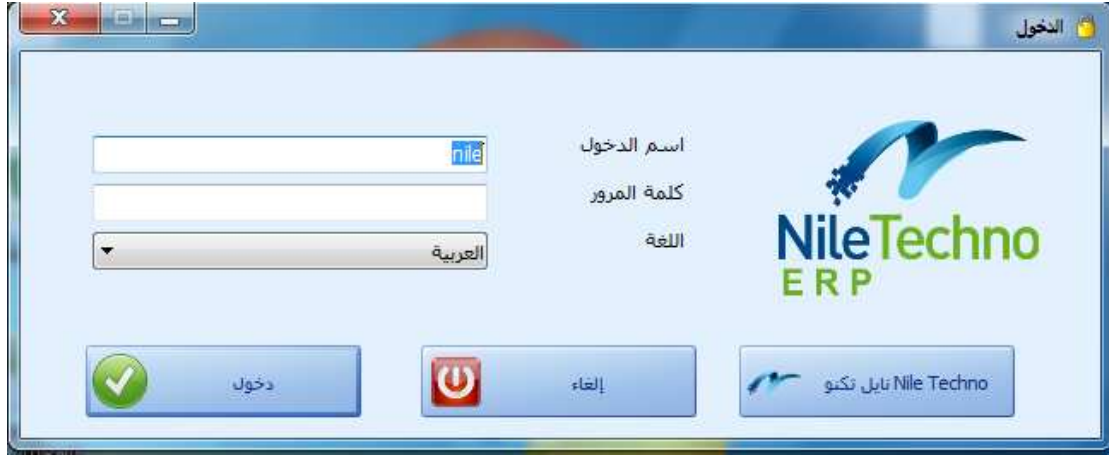 الدخول
اسم الدخول
nile
كلمة المرور
اللغة
العربية
NileTechno
ERP
Nile Techno نايل تكنو
إلغاء
دخول